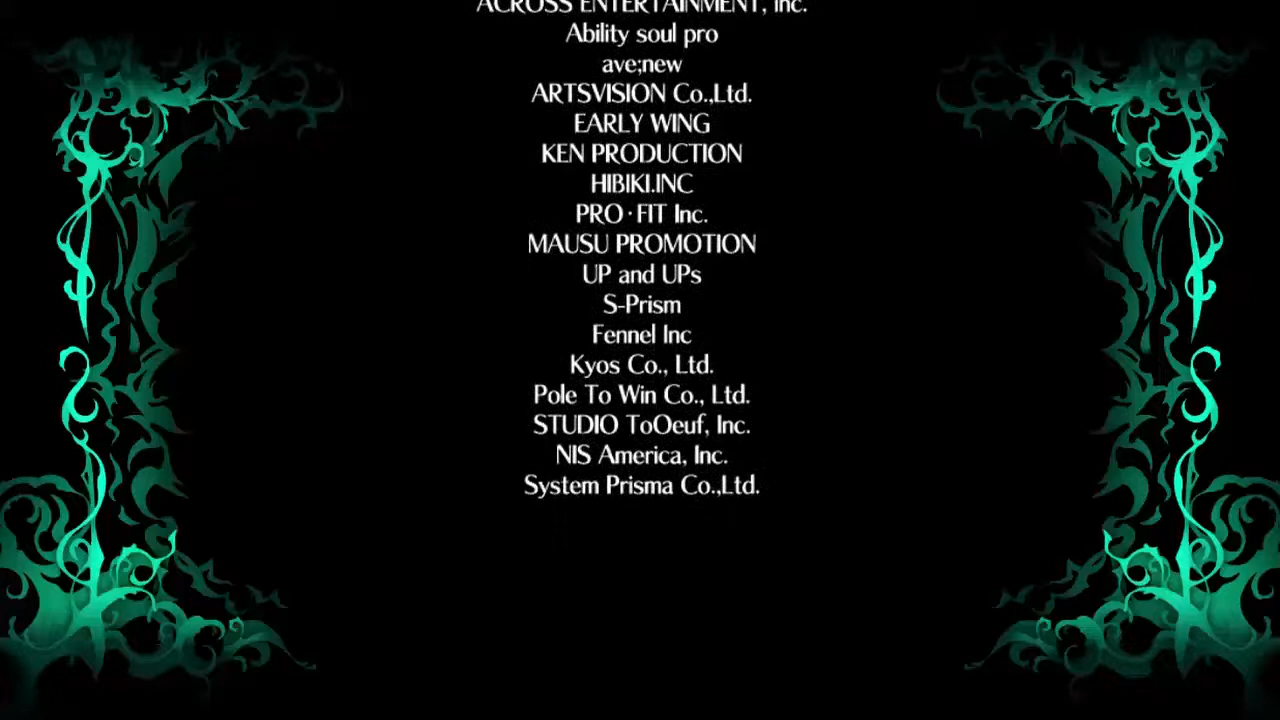 ACROSS ENTERTAINMENT, Inc.
Ability soul pro
ave;new
ARTSVISION Co.,Ltd.
EARLY WING
KEN PRODUCTION
HIBIKI.INC
PRO・FIT Inc.
MAUSU PROMOTION
UP and UPs
S-Prism
Fennel Inc
Kyos Co., Ltd.
Pole To Win Co., Ltd.
STUDIO ToOeuf, Inc.
NIS America, Inc.
System Prisma Co.,Ltd.